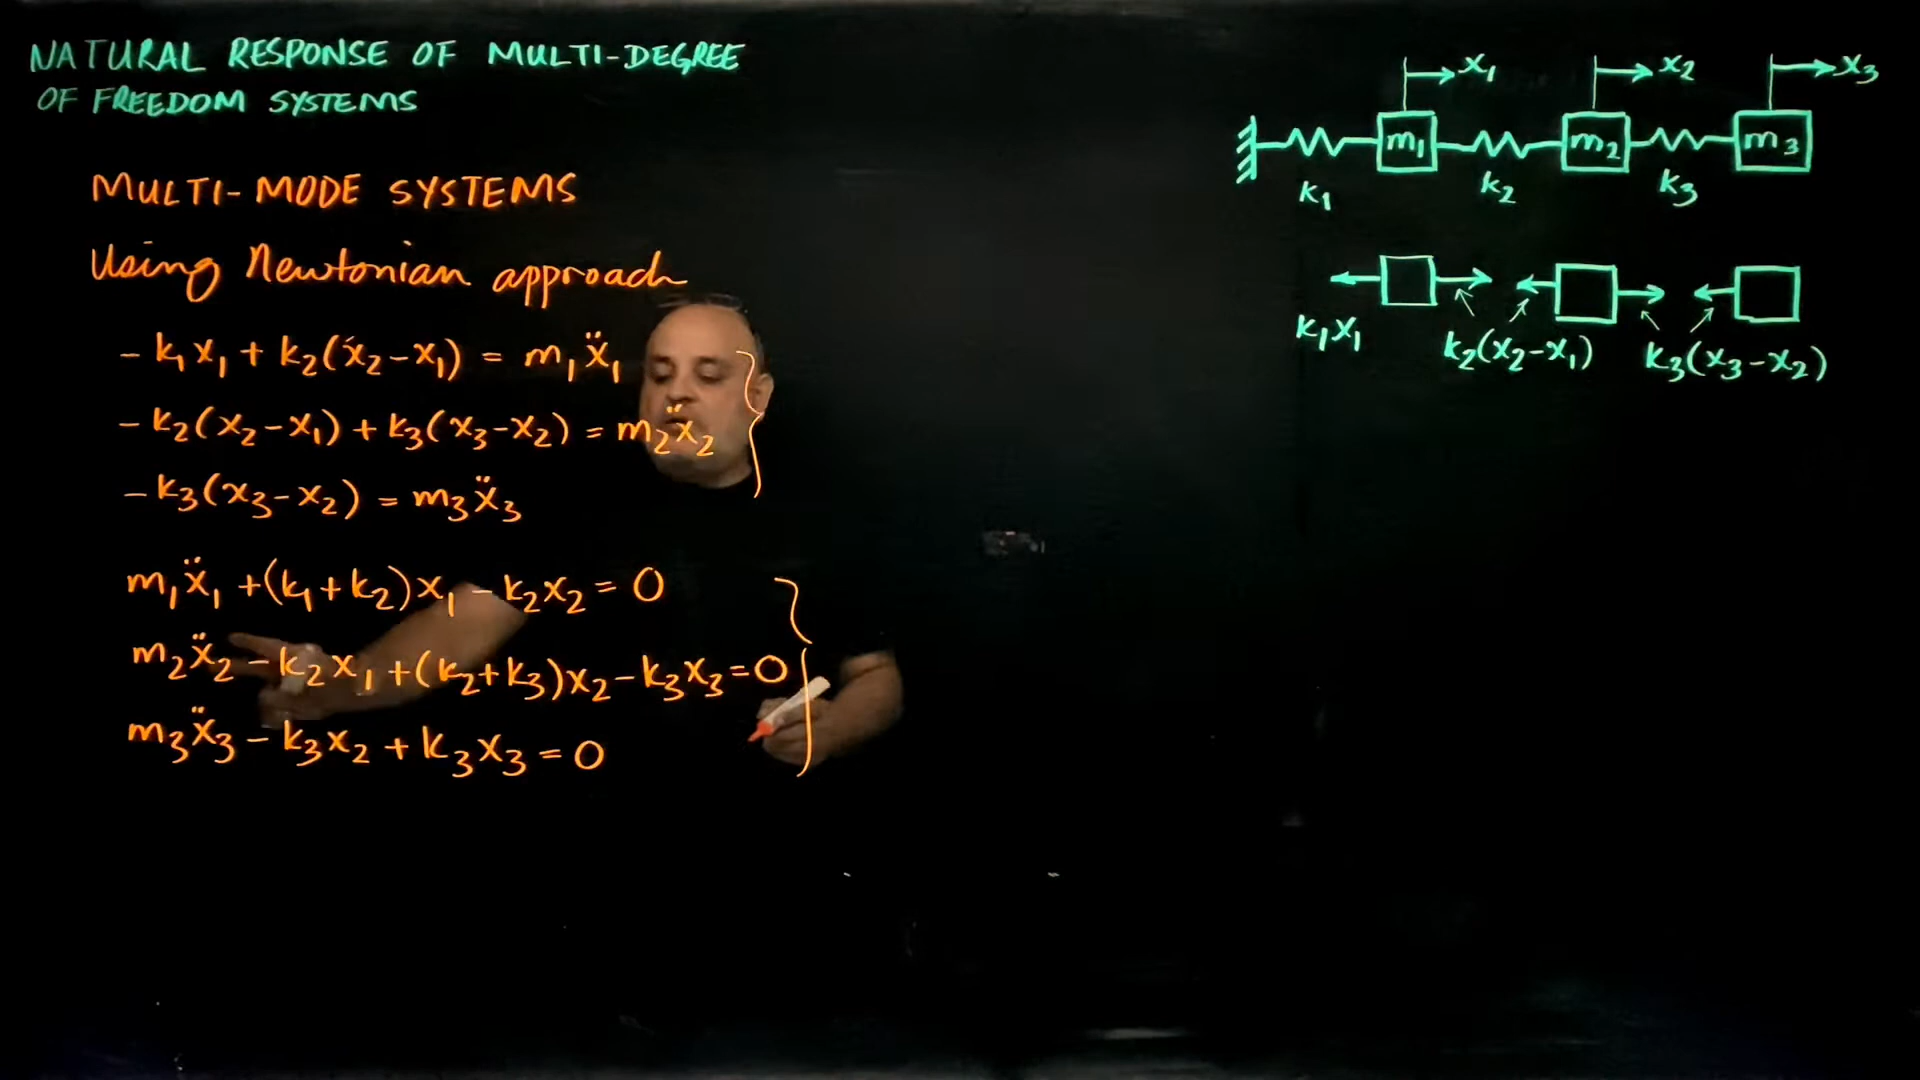 NATURAL RESPONSE OF MULTI-DEGREE
OF FREEDOM SYSTEMS
MULTI-MODE SYSTEMS
Using Newtonian approach
-k₁x₁ + k₂(x₂-x₁) = m₁ẍ₁
-k₂(x₂-x₁) + k₃(x₃-x₂) = m₂ẍ₂
-k₃(x₃-x₂) = m₃ẍ₃
m₁ẍ₁ + (k₁+k₂)x₁ - k₂x₂ = 0
m₂ẍ₂ - k₂x₁ + (k₂+k₃)x₂ - k₃x₃ = 0
m₃ẍ₃ - k₃x₂ + k₃x₃ = 0
x₁ x₂ x₃
m₁ m₂ m₃
k₁ k₂ k₃
k₁x₁ k₂(x₂-x₁) k₃(x₃-x₂)